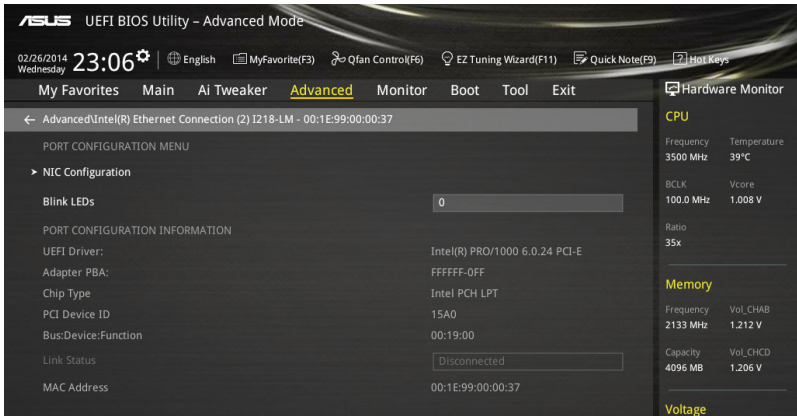 ASUS UEFI BIOS Utility – Advanced Mode
02/26/2014 Wednesday 23:06 English MyFavorite(F3) Qfan Control(F6) EZ Tuning Wizard(F11) Quick Note(F9) ? Hot Keys
My Favorites Main Ai Tweaker Advanced Monitor Boot Tool Exit
Hardware Monitor
← Advanced\Intel(R) Ethernet Connection (2) I218-LM - 00:1E:99:00:00:37
PORT CONFIGURATION MENU
> NIC Configuration
Blink LEDs 0
PORT CONFIGURATION INFORMATION
UEFI Driver: Intel(R) PRO/1000 6.0.24 PCI-E
Adapter PBA: FFFFFF-0FF
Chip Type Intel PCH LPT
PCI Device ID 15A0
Bus:Device:Function 00:19:00
Link Status Disconnected
MAC Address 00:1E:99:00:00:37
CPU
Frequency Temperature
3500 MHz 39°C
BCLK Vcore
100.0 MHz 1.008 V
Ratio
35x
Memory
Frequency Vol_CHAB
2133 MHz 1.212 V
Capacity Vol_CHCD
4096 MB 1.206 V
Voltage